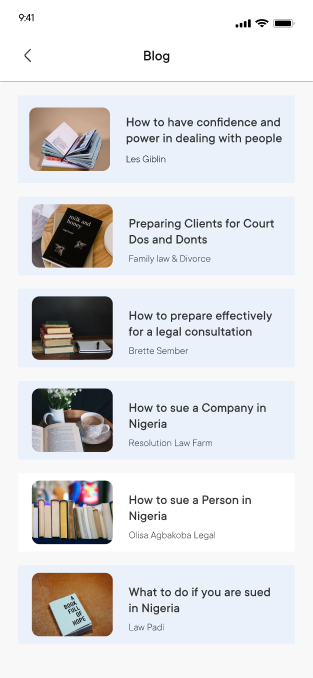 9:41
Blog
How to have confidence and
power in dealing with people
Les Giblin
milk and
honey
Preparing Clients for Court
Dos and Donts
Family law & Divorce
How to prepare effectively
for a legal consultation
Brette Sember
How to sue a Company in
Nigeria
Resolution Law Farm
How to sue a Person in
Nigeria
Olisa Agbakoba Legal
A
BOOK
FULL
OF
HOPE
What to do if you are sued
in Nigeria
Law Padi